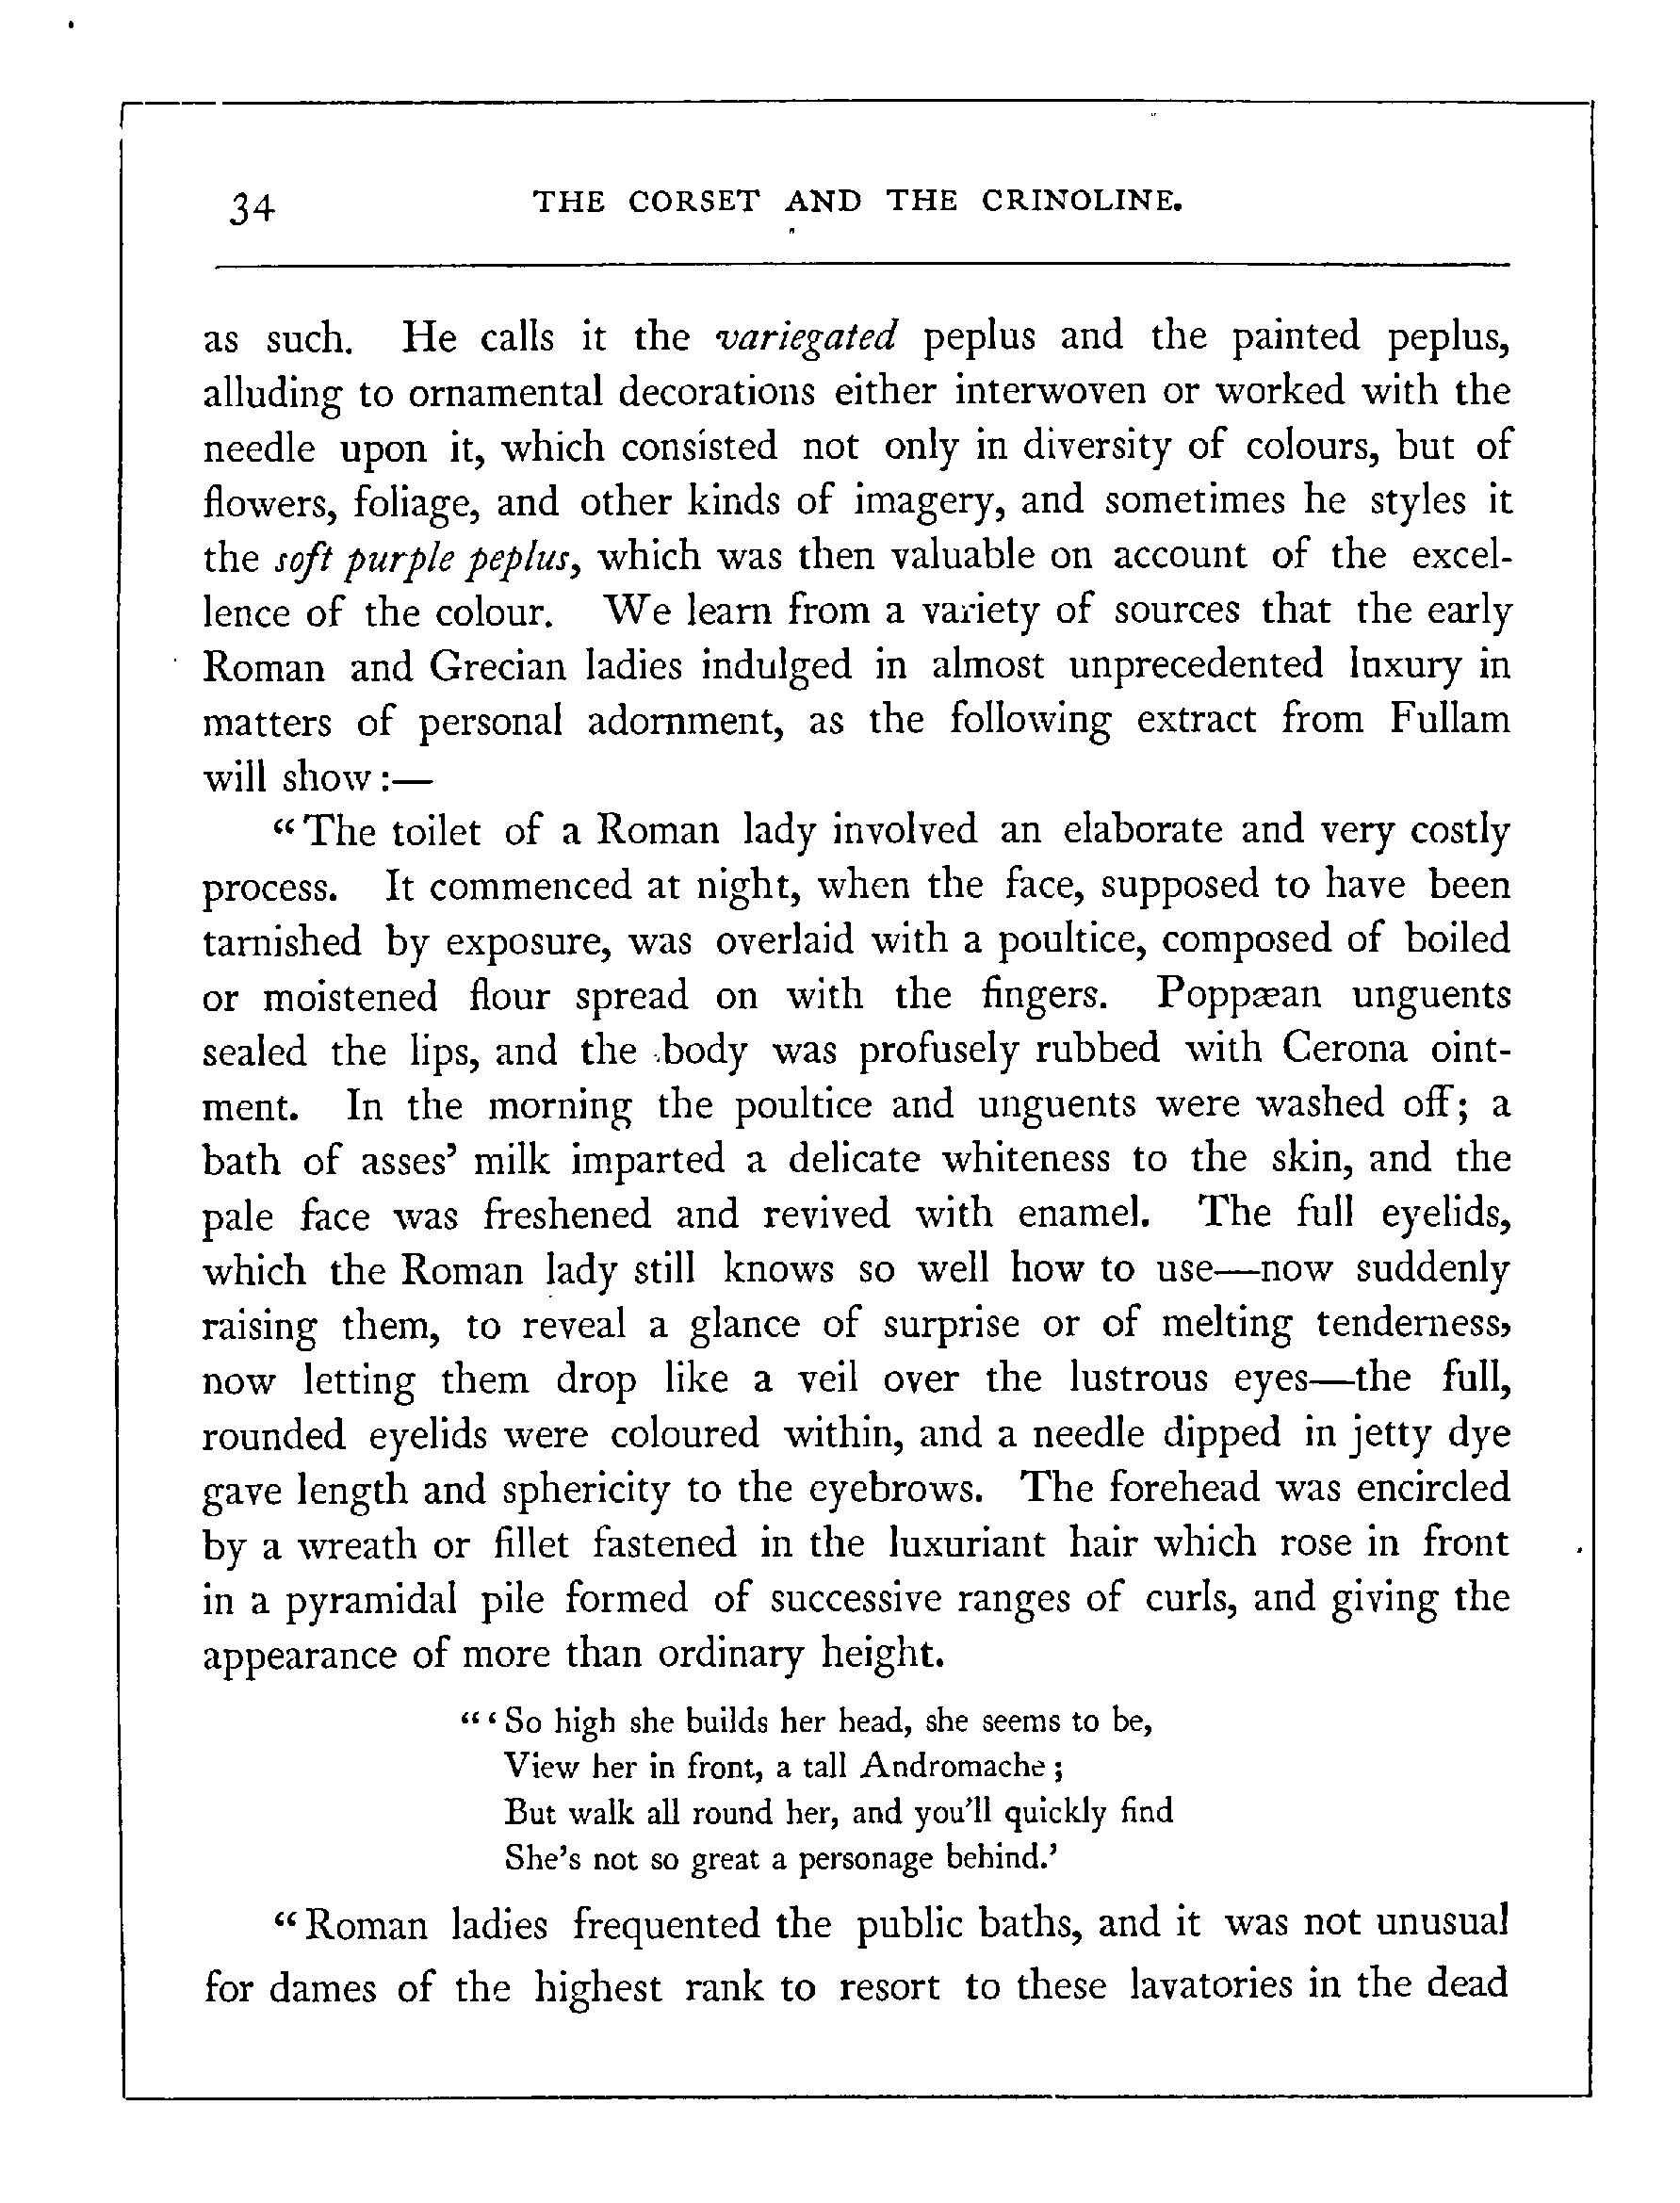 34 THE CORSET AND THE CRINOLINE.
as such. He calls it the variegated peplus and the painted peplus,
alluding to ornamental decorations either interwoven or worked with the
needle upon it, which consisted not only in diversity of colours, but of
flowers, foliage, and other kinds of imagery, and sometimes he styles it
the soft purple peplus, which was then valuable on account of the excel-
lence of the colour. We learn from a variety of sources that the early
Roman and Grecian ladies indulged in almost unprecedented luxury in
matters of personal adornment, as the following extract from Fullam
will show:—
“The toilet of a Roman lady involved an elaborate and very costly
process. It commenced at night, when the face, supposed to have been
tarnished by exposure, was overlaid with a poultice, composed of boiled
or moistened flour spread on with the fingers. Poppæan unguents
sealed the lips, and the body was profusely rubbed with Cerona oint-
ment. In the morning the poultice and unguents were washed off; a
bath of asses’ milk imparted a delicate whiteness to the skin, and the
pale face was freshened and revived with enamel. The full eyelids,
which the Roman lady still knows so well how to use—now suddenly
raising them, to reveal a glance of surprise or of melting tenderness,
now letting them drop like a veil over the lustrous eyes—the full,
rounded eyelids were coloured within, and a needle dipped in jetty dye
gave length and sphericity to the eyebrows. The forehead was encircled
by a wreath or fillet fastened in the luxuriant hair which rose in front
in a pyramidal pile formed of successive ranges of curls, and giving the
appearance of more than ordinary height.
“‘So high she builds her head, she seems to be,
View her in front, a tall Andromache;
But walk all round her, and you’ll quickly find
She’s not so great a personage behind.’
“Roman ladies frequented the public baths, and it was not unusual
for dames of the highest rank to resort to these lavatories in the dead